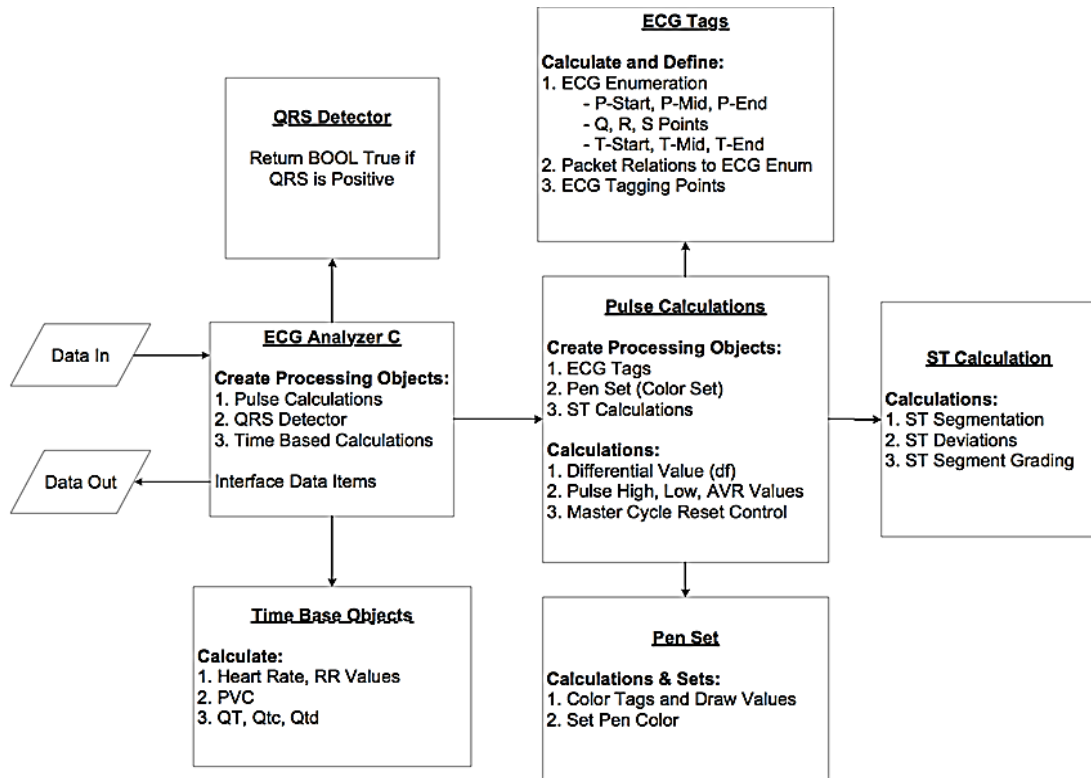 ECG Tags
Calculate and Define:
1. ECG Enumeration
- P-Start, P-Mid, P-End
- Q, R, S Points
- T-Start, T-Mid, T-End
2. Packet Relations to ECG Enum
3. ECG Tagging Points
QRS Detector
Return BOOL True if
QRS is Positive
Data In
Data Out
ECG Analyzer C
Create Processing Objects:
1. Pulse Calculations
2. QRS Detector
3. Time Based Calculations
Interface Data Items
Pulse Calculations
Create Processing Objects:
1. ECG Tags
2. Pen Set (Color Set)
3. ST Calculations
Calculations:
1. Differential Value (df)
2. Pulse High, Low, AVR Values
3. Master Cycle Reset Control
ST Calculation
Calculations:
1. ST Segmentation
2. ST Deviations
3. ST Segment Grading
Time Base Objects
Calculate:
1. Heart Rate, RR Values
2. PVC
3. QT, Qtc, Qtd
Pen Set
Calculations & Sets:
1. Color Tags and Draw Values
2. Set Pen Color